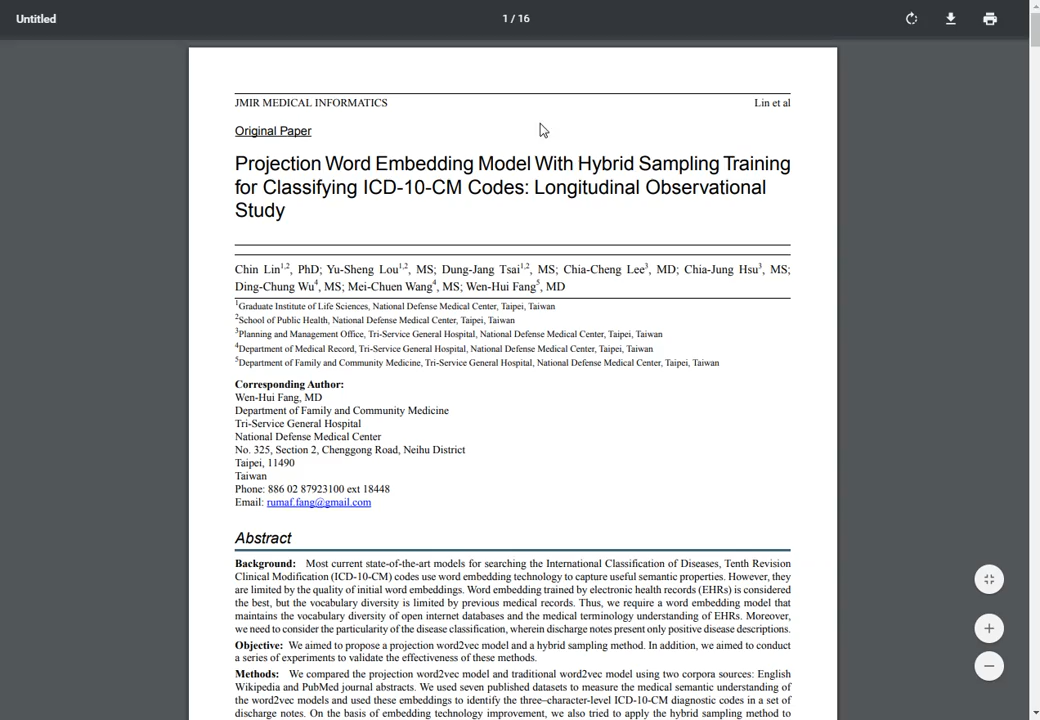 Untitled
1 / 16
JMIR MEDICAL INFORMATICS Lin et al
Original Paper
Projection Word Embedding Model With Hybrid Sampling Training
for Classifying ICD-10-CM Codes: Longitudinal Observational
Study
Chin Lin1,2, PhD; Yu-Sheng Lou1,2, MS; Dung-Jang Tsai1,2, MS; Chia-Cheng Lee3, MD; Chia-Jung Hsu3, MS;
Ding-Chung Wu4, MS; Mei-Chuen Wang4, MS; Wen-Hui Fang5, MD
1Graduate Institute of Life Sciences, National Defense Medical Center, Taipei, Taiwan
2School of Public Health, National Defense Medical Center, Taipei, Taiwan
3Planning and Management Office, Tri-Service General Hospital, National Defense Medical Center, Taipei, Taiwan
4Department of Medical Record, Tri-Service General Hospital, National Defense Medical Center, Taipei, Taiwan
5Department of Family and Community Medicine, Tri-Service General Hospital, National Defense Medical Center, Taipei, Taiwan
Corresponding Author:
Wen-Hui Fang, MD
Department of Family and Community Medicine
Tri-Service General Hospital
National Defense Medical Center
No. 325, Section 2, Chenggong Road, Neihu District
Taipei, 11490
Taiwan
Phone: 886 02 87923100 ext 18448
Email: rumaf.fang@gmail.com
Abstract
Background: Most current state-of-the-art models for searching the International Classification of Diseases, Tenth Revision
Clinical Modification (ICD-10-CM) codes use word embedding technology to capture useful semantic properties. However, they
are limited by the quality of initial word embeddings. Word embedding trained by electronic health records (EHRs) is considered
the best, but the vocabulary diversity is limited by previous medical records. Thus, we require a word embedding model that
maintains the vocabulary diversity of open internet databases and the medical terminology understanding of EHRs. Moreover,
we need to consider the particularity of the disease classification, wherein discharge notes present only positive disease descriptions.
Objective: We aimed to propose a projection word2vec model and a hybrid sampling method. In addition, we aimed to conduct
a series of experiments to validate the effectiveness of these methods.
Methods: We compared the projection word2vec model and traditional word2vec model using two corpora sources: English
Wikipedia and PubMed journal abstracts. We used seven published datasets to measure the medical semantic understanding of
the word2vec models and used these embeddings to identify the three–character-level ICD-10-CM diagnostic codes in a set of
discharge notes. On the basis of embedding technology improvement, we also tried to apply the hybrid sampling method to